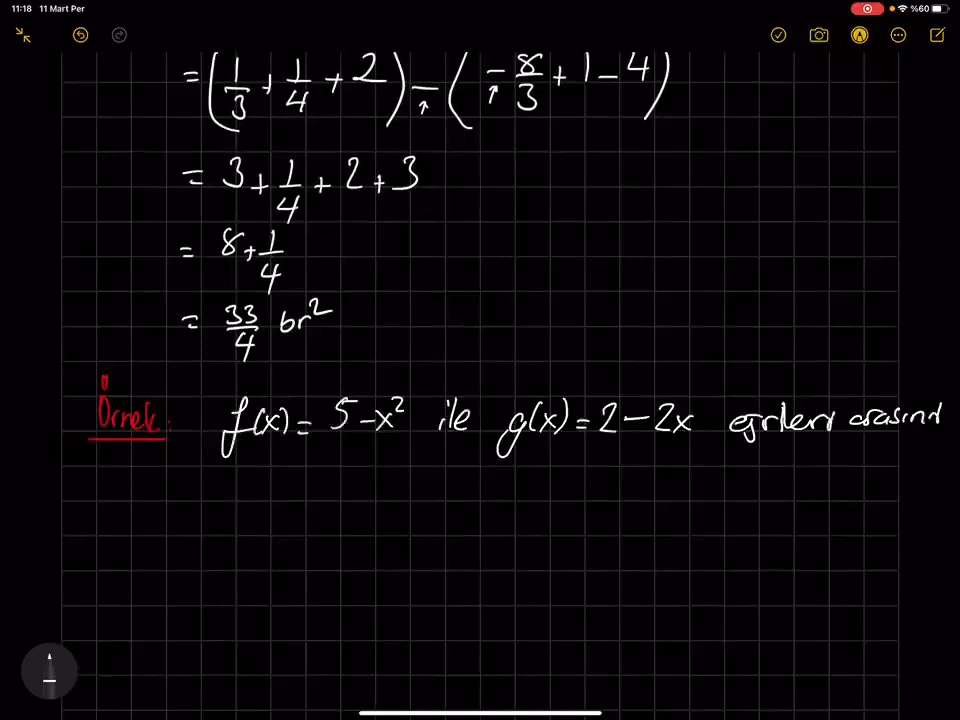 11:18 11 Mart Per %60
= (1/3 + 1/4 + 2) - (-8/3 + 1 - 4)
= 3 + 1/4 + 2 + 3
= 8 + 1/4
= 33/4 br²
Örnek: f(x) = 5 - x² ile g(x) = 2 - 2x eğrileri arasınd